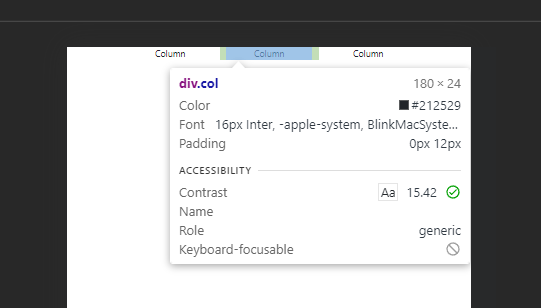 Column Column Column
div.col 180 × 24
Color #212529
Font 16px Inter, -apple-system, BlinkMacSyste...
Padding 0px 12px
ACCESSIBILITY
Contrast Aa 15.42
Name
Role generic
Keyboard-focusable